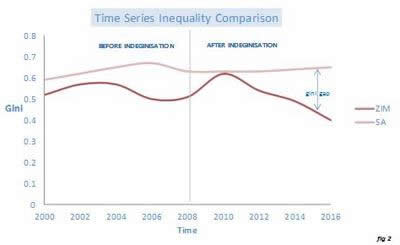 Time Series Inequality Comparison
BEFORE INDEGINISATION
AFTER INDEGINISATION
0.8
0.7
0.6
0.5
0.4
0.3
0.2
0.1
0
Gini
gini gap
ZIM
SA
2000 2002 2004 2006 2008 2010 2012 2014 2016
Time
fig 2